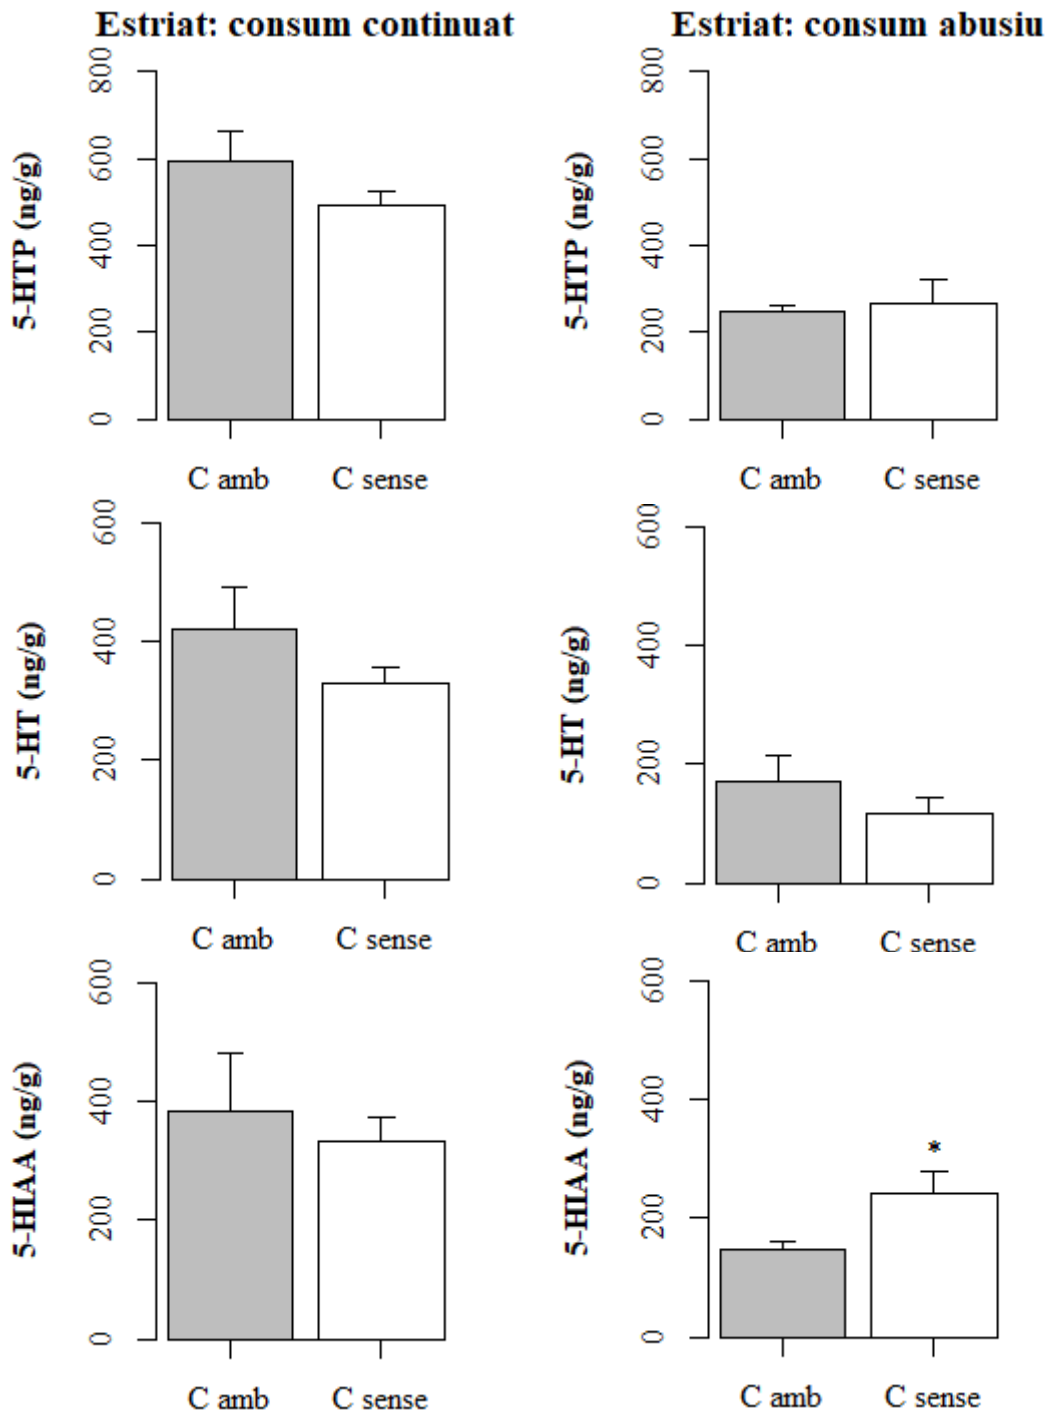 Estriat: consum continuat
Estriat: consum abusiu
5-HTP (ng/g)
800
600
400
200
0
C amb
C sense
5-HTP (ng/g)
800
600
400
200
0
C amb
C sense
5-HT (ng/g)
600
400
200
0
C amb
C sense
5-HT (ng/g)
600
400
200
0
C amb
C sense
5-HIAA (ng/g)
600
400
200
0
C amb
C sense
5-HIAA (ng/g)
600
400
200
0
*
C amb
C sense